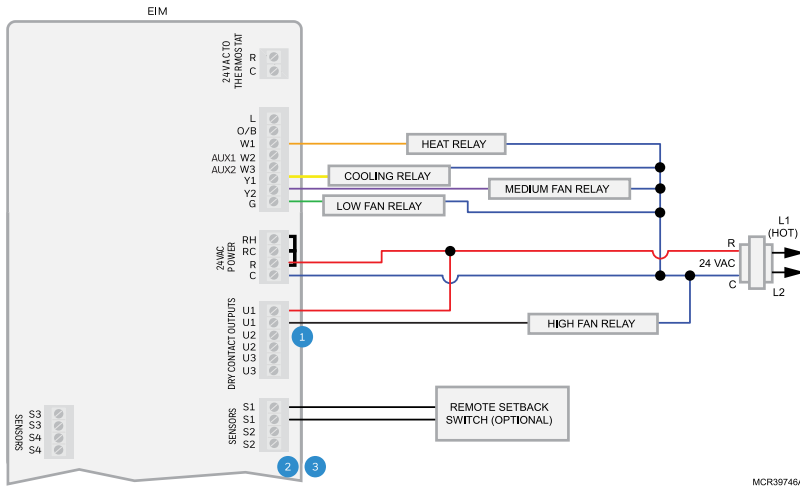 EIM
24 VAC TO
THERMOSTAT
R
C
L
O/B
W1
AUX1 W2
AUX2 W3
Y1
Y2
G
HEAT RELAY
COOLING RELAY
MEDIUM FAN RELAY
LOW FAN RELAY
24VAC
POWER
RH
RC
R
C
R
24 VAC
C
L1
(HOT)
L2
DRY CONTACT OUTPUTS
U1
U1
U2
U2
U3
U3
1
HIGH FAN RELAY
SENSORS
S1
S1
S2
S2
REMOTE SETBACK
SWITCH (OPTIONAL)
SENSORS
S3
S3
S4
S4
2
3
MCR39746A